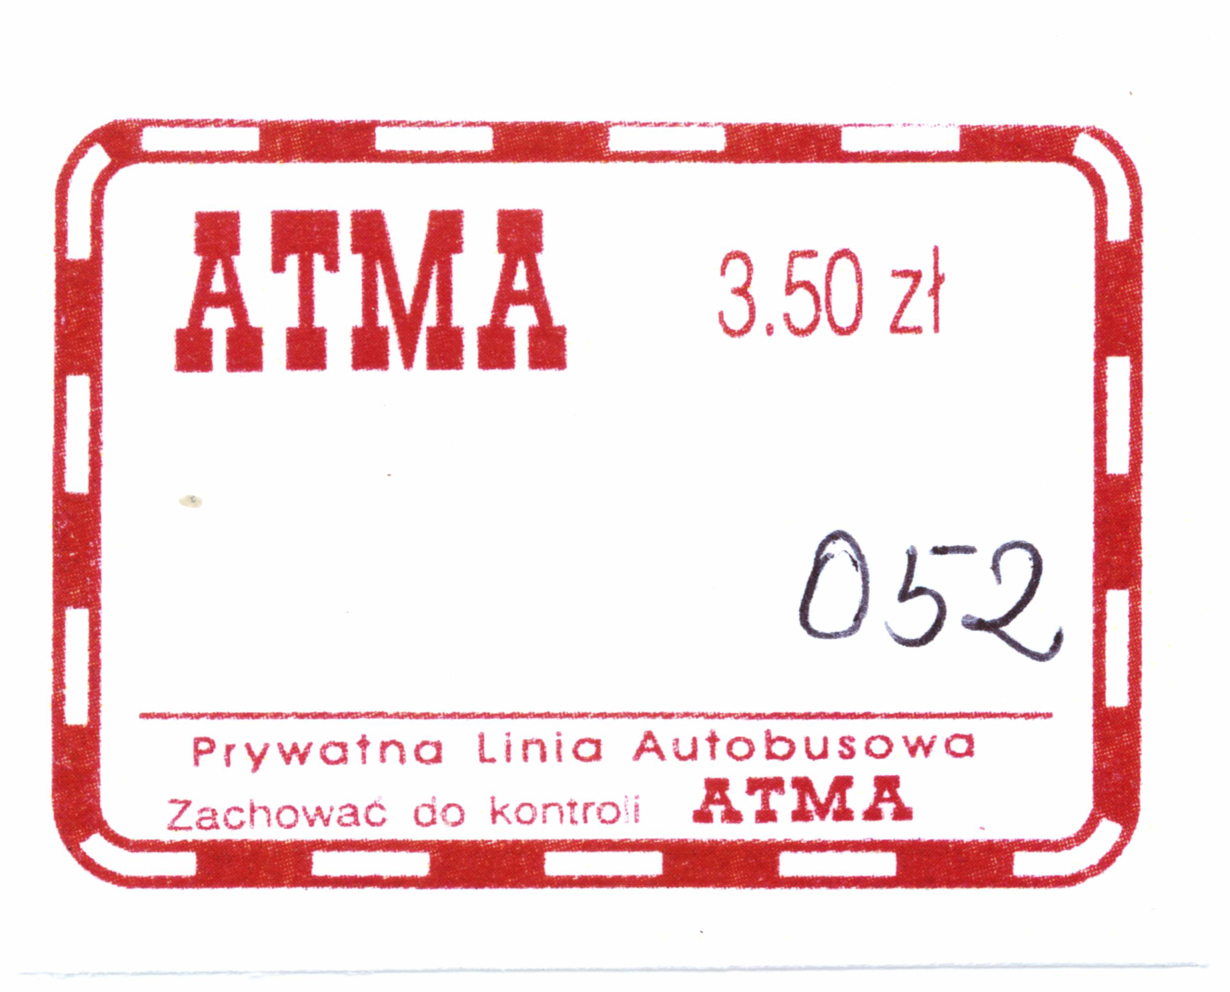 ATMA 3.50 zł
052
Prywatna Linia Autobusowa
Zachować do kontroli ATMA